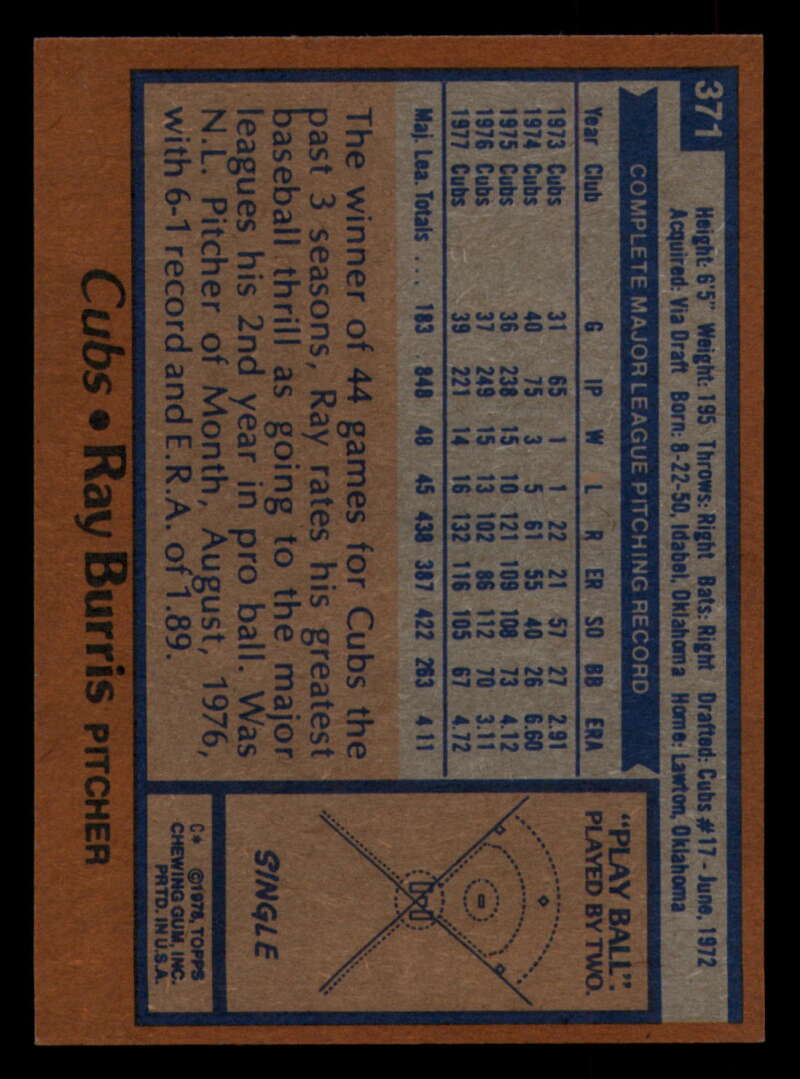 371
Height: 6'5" Weight: 195 Throws: Right Bats: Right Drafted: Cubs #17 - June, 1972
Acquired: Via Draft Born: 8-22-50, Idabel, Oklahoma Home: Lawton, Oklahoma
COMPLETE MAJOR LEAGUE PITCHING RECORD
Year Club G IP W L R ER SO BB ERA
1973 Cubs 31 65 1 1 22 21 57 27 2.91
1974 Cubs 40 75 3 5 61 55 40 26 6.60
1975 Cubs 36 238 15 10 121 109 108 73 4.12
1976 Cubs 37 249 15 13 102 86 112 70 3.11
1977 Cubs 39 221 14 16 132 116 105 67 4.72
Maj. Lea. Totals . . . 183 848 48 45 438 387 422 263 4.11
The winner of 44 games for Cubs the
past 3 seasons, Ray rates his greatest
baseball thrill as going to the major
leagues his 2nd year in pro ball. Was
N.L. Pitcher of Month, August, 1976,
with 6-1 record and E.R.A. of 1.89.
"PLAY BALL".
PLAYED BY TWO.
SINGLE
C* ©1978, TOPPS
CHEWING GUM, INC.
PRTD. IN U.S.A.
Cubs • Ray Burris PITCHER